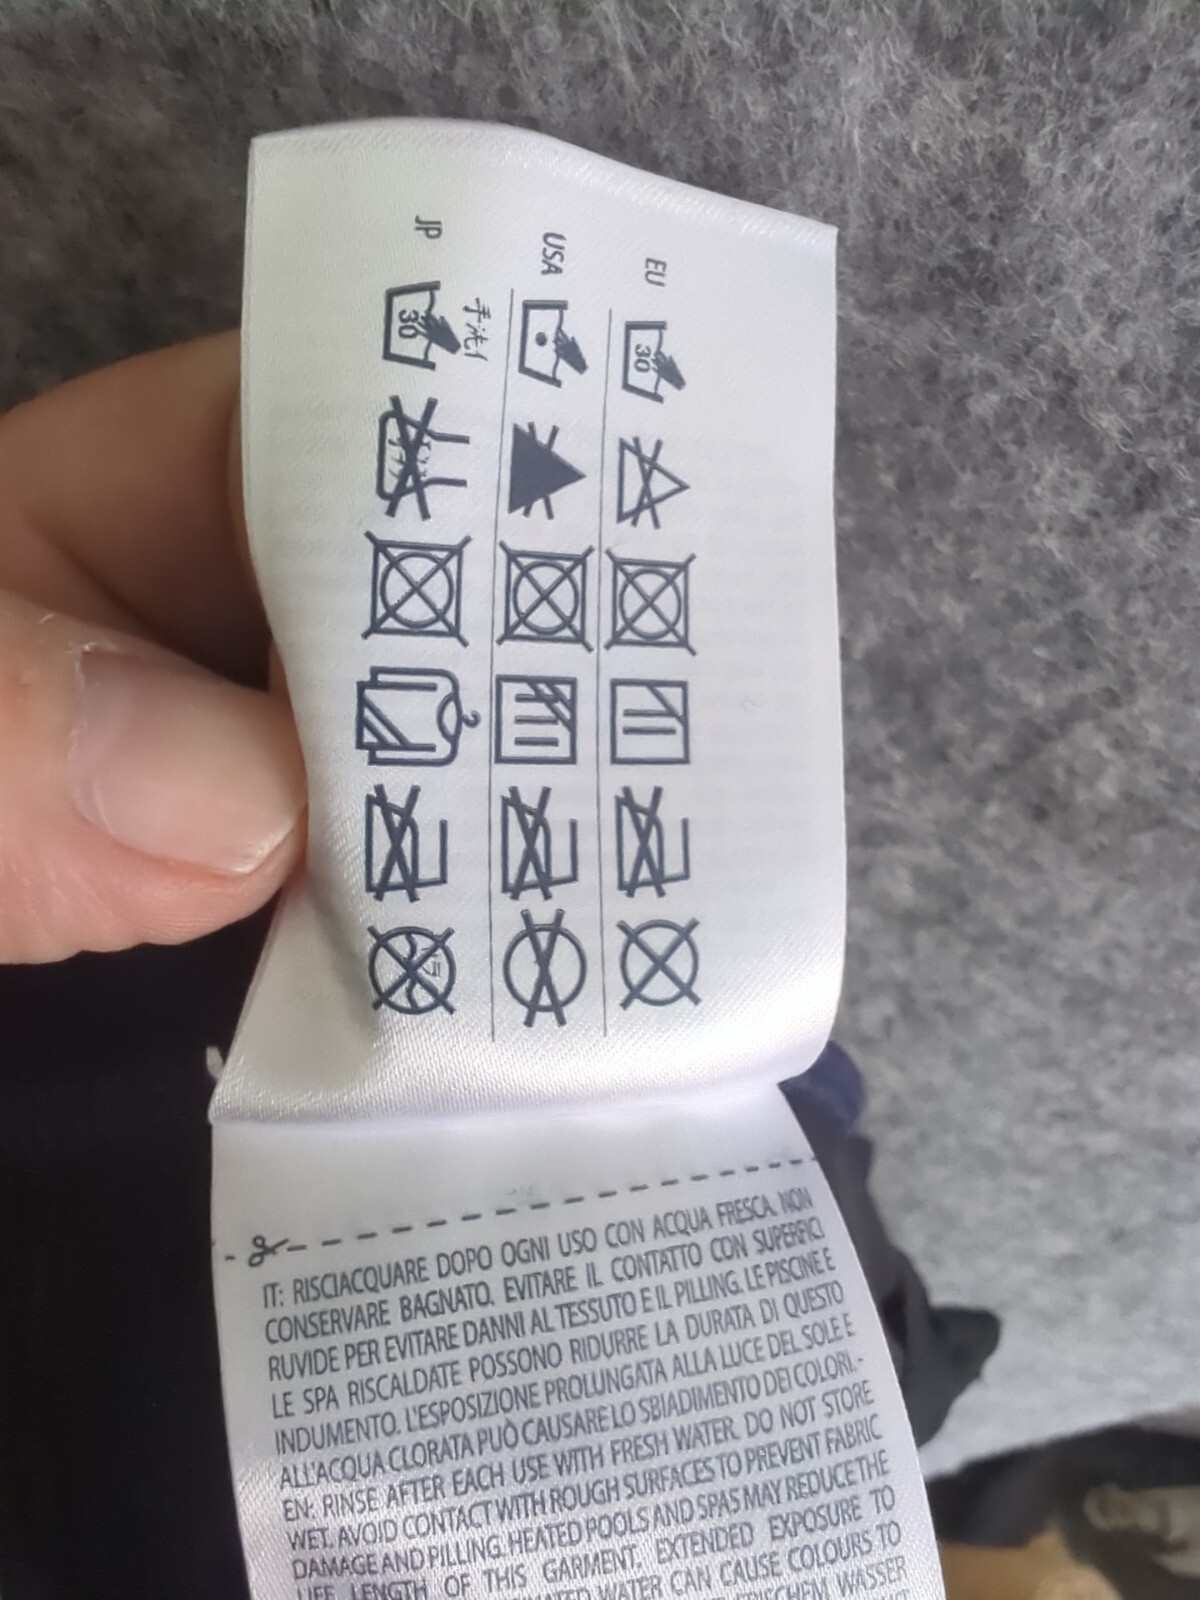 EU
30
USA
JP
手洗イ
30
IT: RISCIACQUARE DOPO OGNI USO CON ACQUA FRESCA. NON
CONSERVARE BAGNATO. EVITARE IL CONTATTO CON SUPERFICI
RUVIDE PER EVITARE DANNI AL TESSUTO E IL PILLING. LE PISCINE E
LE SPA RISCALDATE POSSONO RIDURRE LA DURATA DI QUESTO
INDUMENTO. L'ESPOSIZIONE PROLUNGATA ALLA LUCE DEL SOLE E
ALL'ACQUA CLORATA PUÒ CAUSARE LO SBIADIMENTO DEI COLORI.-
EN: RINSE AFTER EACH USE WITH FRESH WATER. DO NOT STORE
WET. AVOID CONTACT WITH ROUGH SURFACES TO PREVENT FABRIC
DAMAGE AND PILLING. HEATED POOLS AND SPAS MAY REDUCE THE
LIFE LENGTH OF THIS GARMENT. EXTENDED EXPOSURE TO
WATER CAN CAUSE COLOURS TO
FRISCHEM WASSER